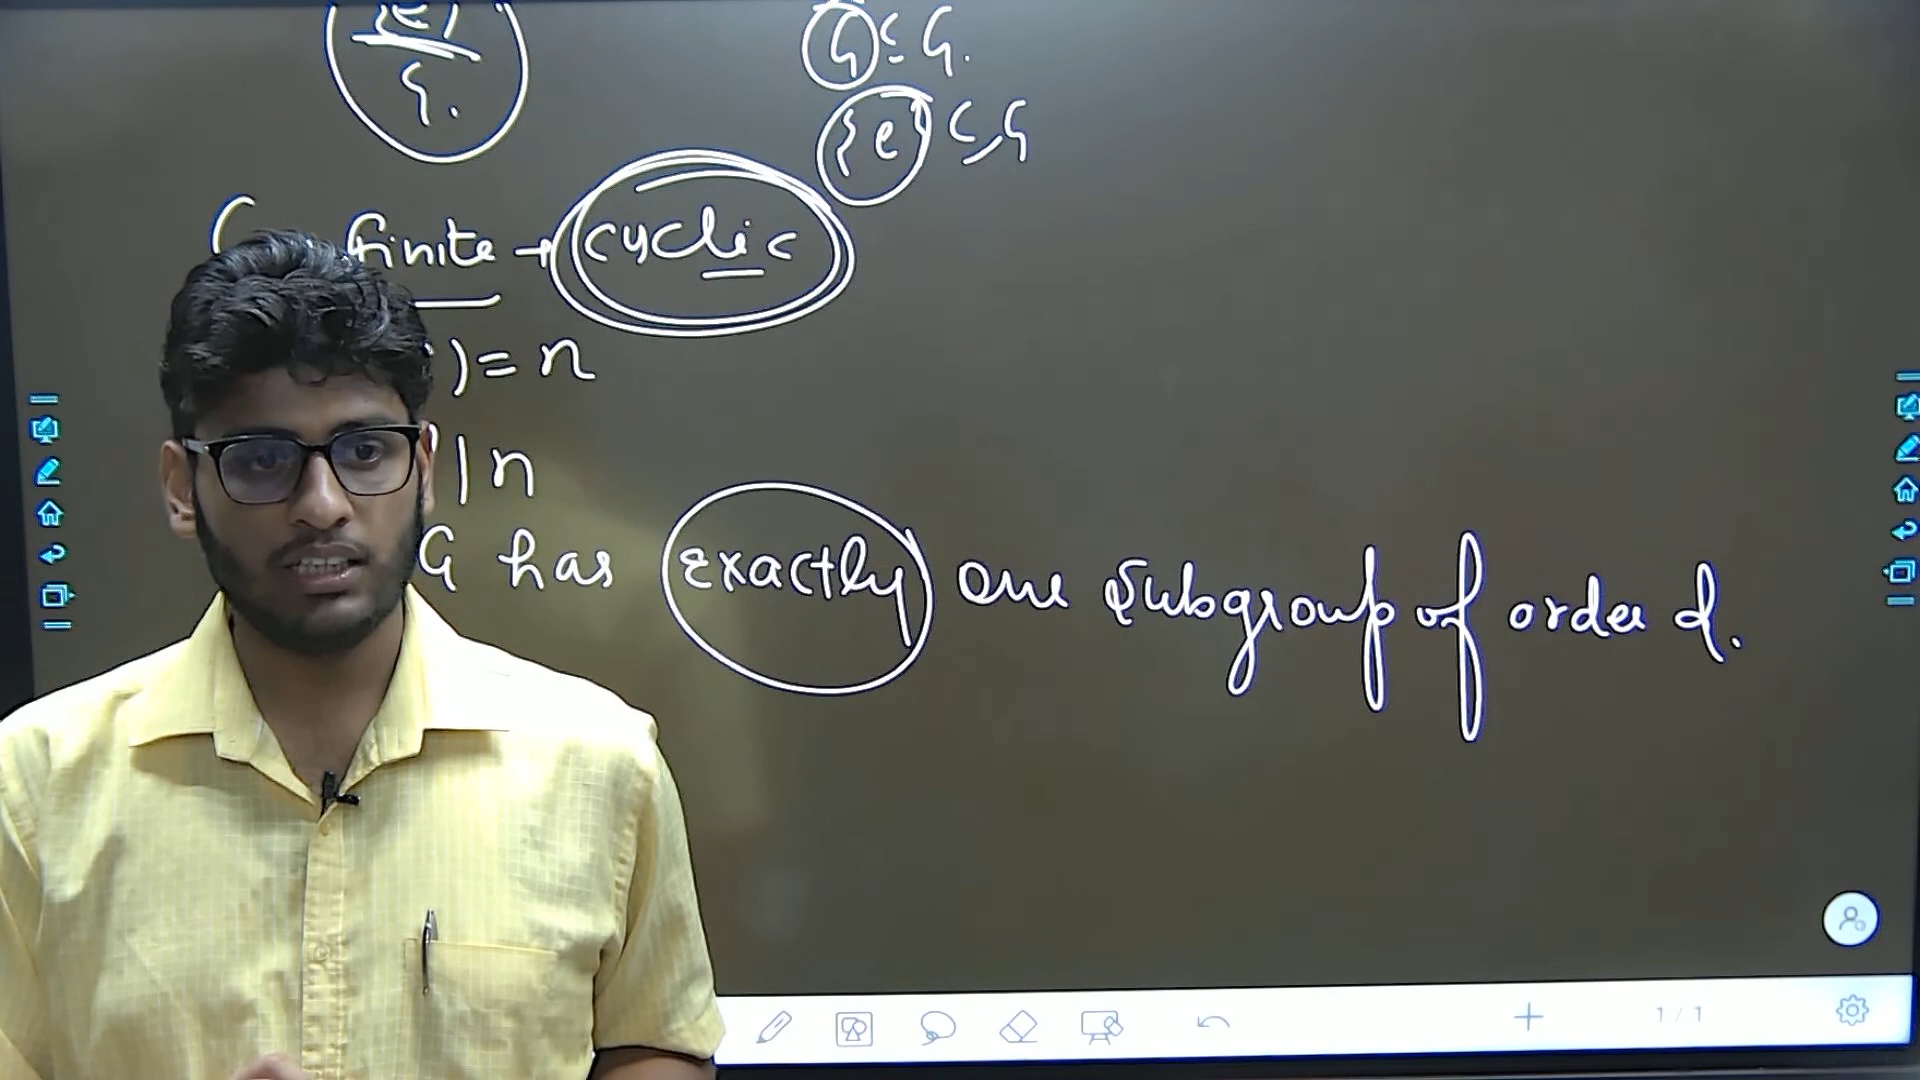 {e}
G.
G ≤ G.
{e} ≤ G
G finite + cyclic
) = n
| n
G has exactly one subgroup of order d.
1 / 1